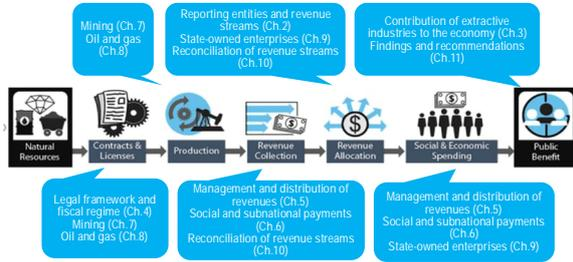 Mining (Ch.7)
Oil and gas
(Ch.8)
Reporting entities and revenue
streams (Ch.2)
State-owned enterprises (Ch.9)
Reconciliation of revenue streams
(Ch.10)
Contribution of extractive
industries to the economy (Ch.3)
Findings and recommendations
(Ch.11)
Natural
Resources
Contracts &
Licenses
Production
Revenue
Collection
Revenue
Allocation
Social & Economic
Spending
Public
Benefit
Legal framework and
fiscal regime (Ch.4)
Mining (Ch.7)
Oil and gas (Ch.8)
Management and distribution of
revenues (Ch.5)
Social and subnational payments
(Ch.6)
Reconciliation of revenue streams
(Ch.10)
Management and distribution of
revenues (Ch.5)
Social and subnational payments
(Ch.6)
State-owned enterprises (Ch.9)